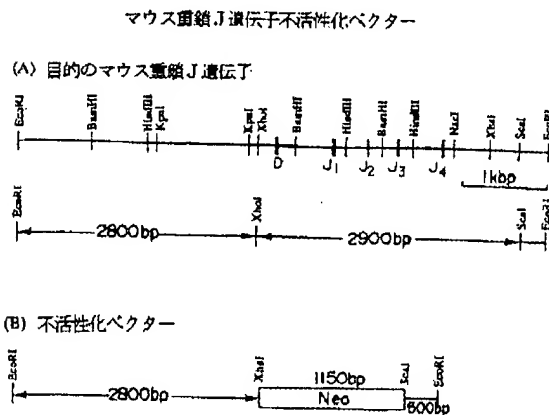 マウス重鎖J遺伝子不活性化ベクター
(A) 目的のマウス重鎖J遺伝子
EcoRI BamHI HindIII KpnI KpnI XhoI BamHI HindIII BamHI HindIII NaeI XhoI ScaI EcoRI
D J1 J2 J3 J4
1kbp
EcoRI XhoI ScaI EcoRI
2800bp 2900bp
(B) 不活性化ベクター
EcoRI XhoI 1150bp ScaI EcoRI
2800bp Neo 500bp